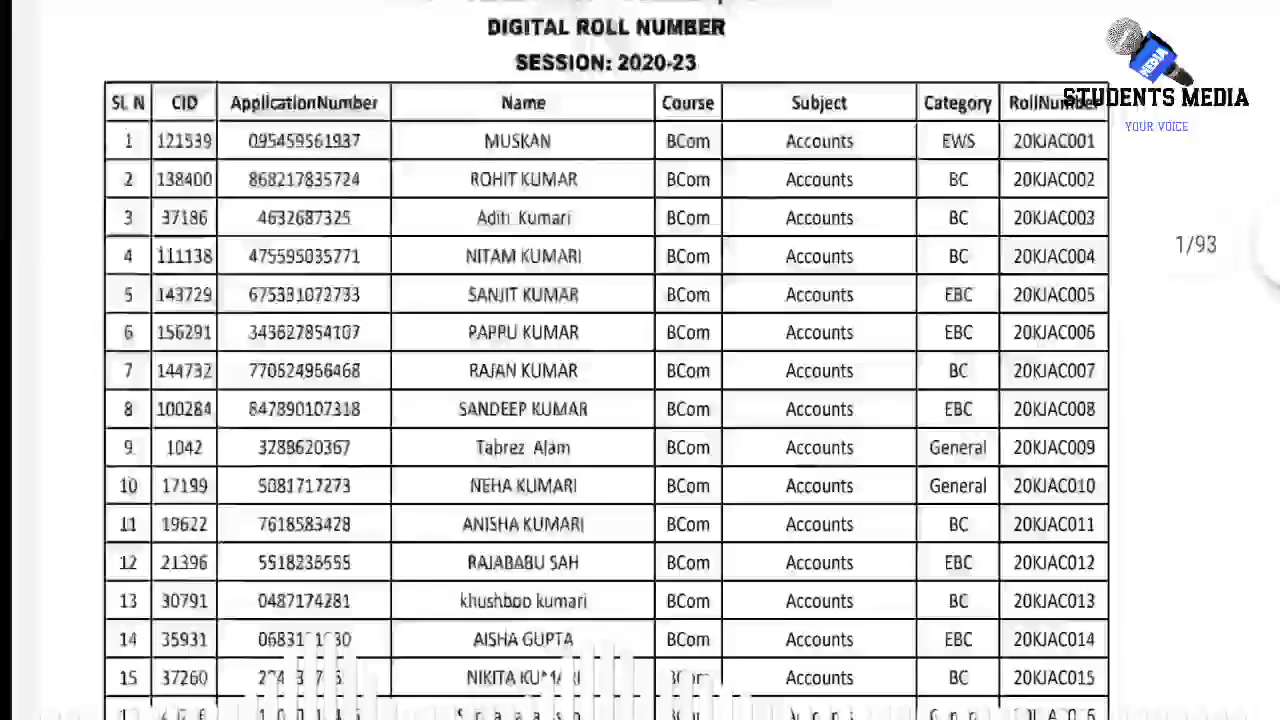 DIGITAL ROLL NUMBER
SESSION: 2020-23
SL N CID ApplicationNumber Name Course Subject Category RollNumber
STUDENTS MEDIA
YOUR VOICE
MEDIA
1 121539 095459561937 MUSKAN BCom Accounts EWS 20KJAC001
2 138400 868217835724 ROHIT KUMAR BCom Accounts BC 20KJAC002
3 37186 4632687325 Aditi Kumari BCom Accounts BC 20KJAC003
1/93
4 111138 475595035771 NITAM KUMARI BCom Accounts BC 20KJAC004
5 143729 675331072733 SANJIT KUMAR BCom Accounts EBC 20KJAC005
6 156291 343627854107 PAPPU KUMAR BCom Accounts EBC 20KJAC006
7 144732 770524956468 RAJAN KUMAR BCom Accounts BC 20KJAC007
8 100284 847890107318 SANDEEP KUMAR BCom Accounts EBC 20KJAC008
9 1042 3288620367 Tabrez Alam BCom Accounts General 20KJAC009
10 17199 5081717273 NEHA KUMARI BCom Accounts General 20KJAC010
11 19622 7618583428 ANISHA KUMARI BCom Accounts BC 20KJAC011
12 21396 5518236555 RAJABABU SAH BCom Accounts EBC 20KJAC012
13 30791 0487174281 khushboo kumari BCom Accounts BC 20KJAC013
14 35931 AISHA GUPTA BCom Accounts EBC 20KJAC014
15 37260 NIKITA KUMARI Accounts BC 20KJAC015